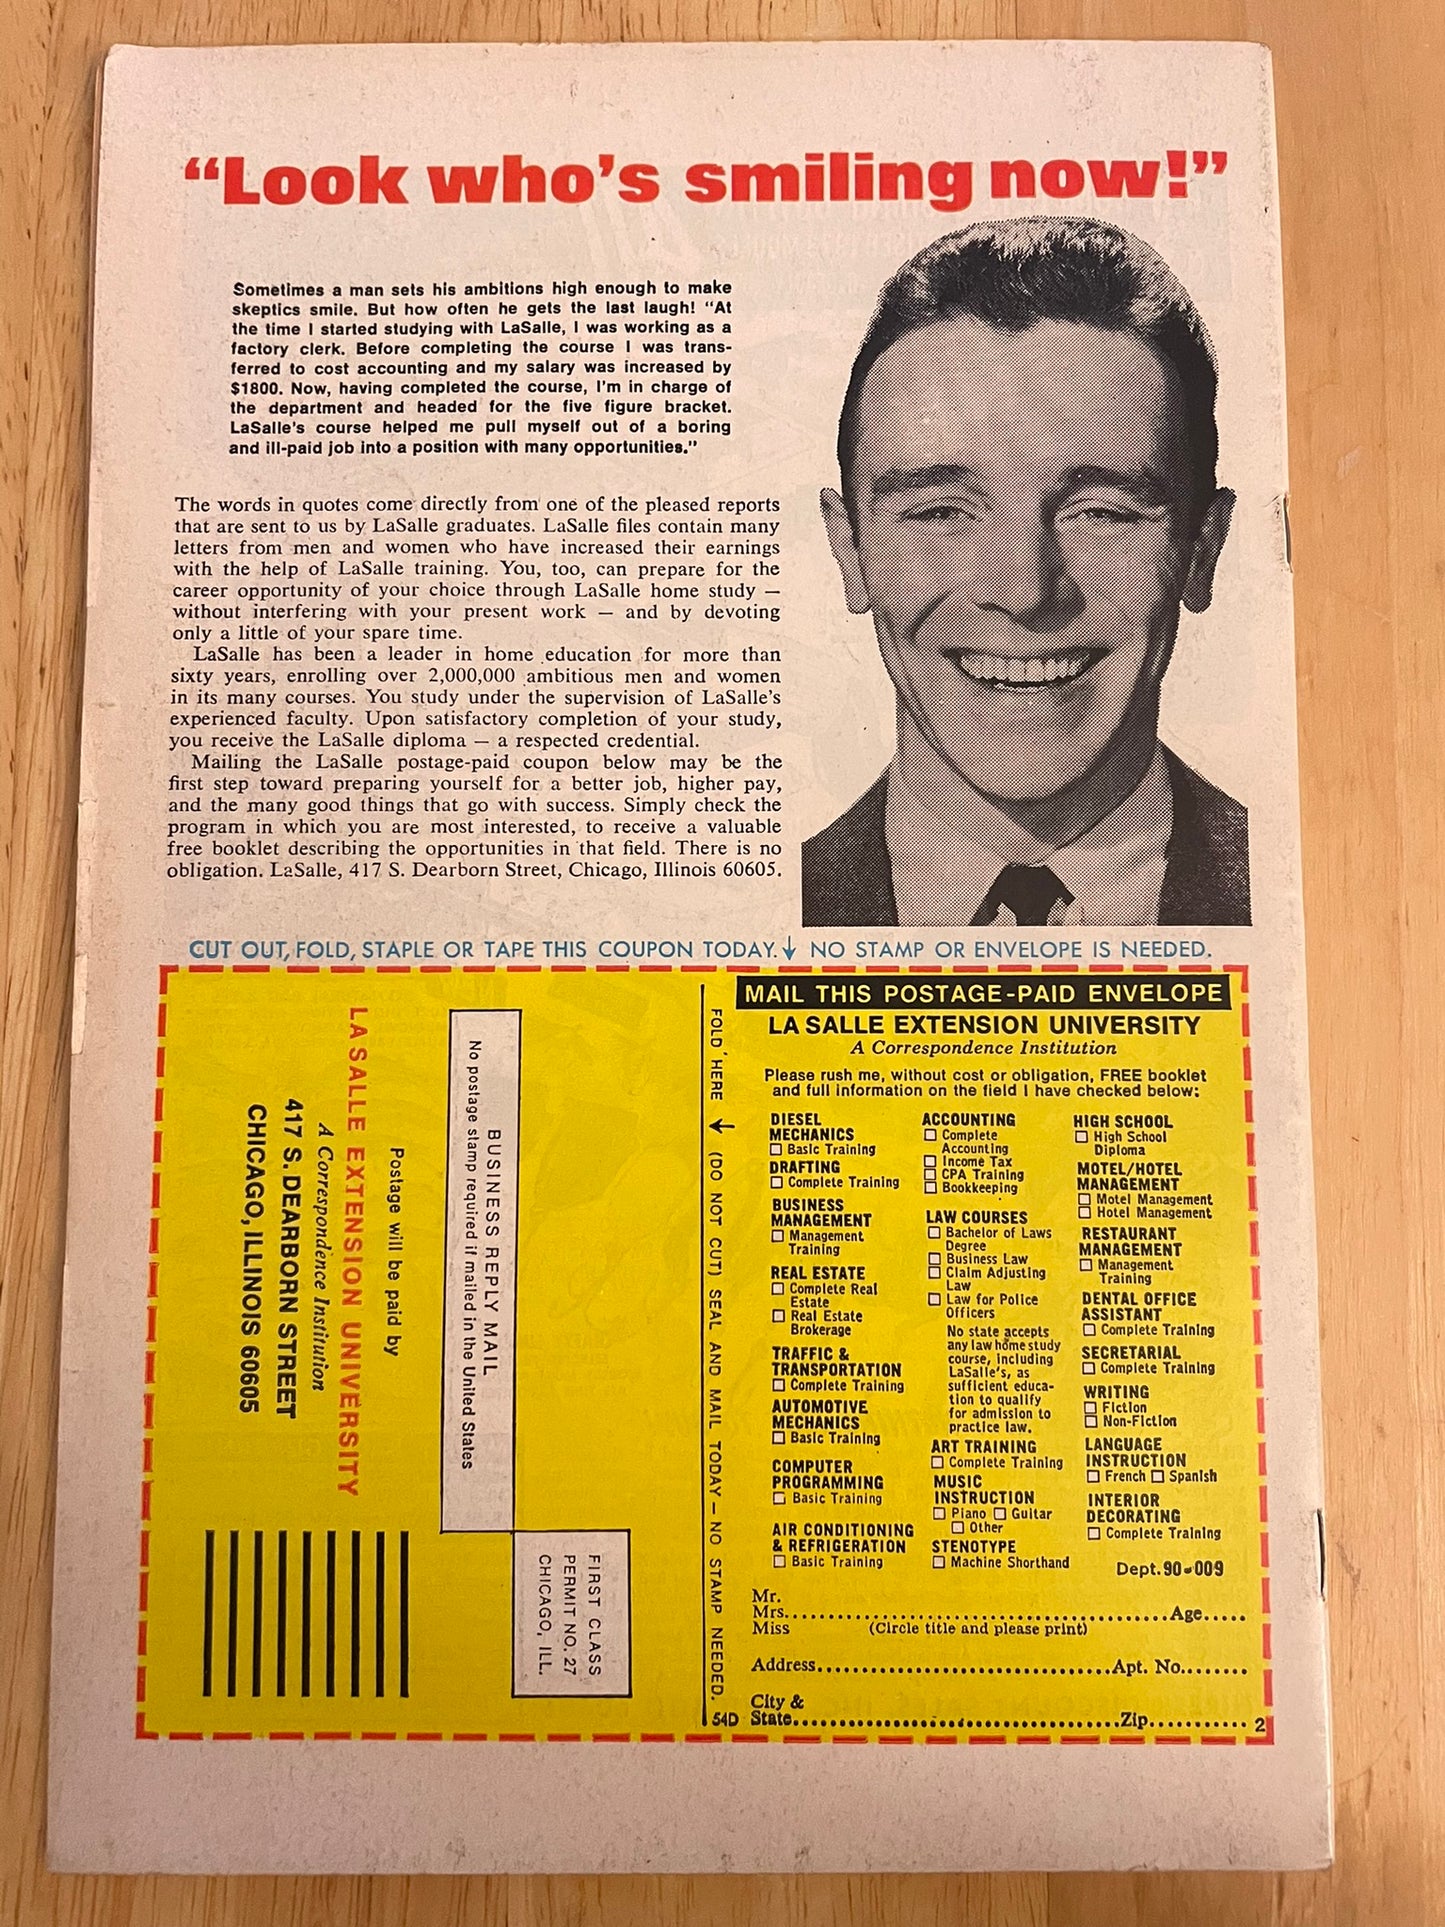 “Look who’s smiling now!”
Sometimes a man sets his ambitions high enough to make
skeptics smile. But how often he gets the last laugh! “At
the time I started studying with LaSalle, I was working as a
factory clerk. Before completing the course I was trans-
ferred to cost accounting and my salary was increased by
$1800. Now, having completed the course, I’m in charge of
the department and headed for the five figure bracket.
LaSalle’s course helped me pull myself out of a boring
and ill-paid job into a position with many opportunities.”
The words in quotes come directly from one of the pleased reports
that are sent to us by LaSalle graduates. LaSalle files contain many
letters from men and women who have increased their earnings
with the help of LaSalle training. You, too, can prepare for the
career opportunity of your choice through LaSalle home study —
without interfering with your present work — and by devoting
only a little of your spare time.
LaSalle has been a leader in home education for more than
sixty years, enrolling over 2,000,000 ambitious men and women
in its many courses. You study under the supervision of LaSalle’s
experienced faculty. Upon satisfactory completion of your study,
you receive the LaSalle diploma — a respected credential.
Mailing the LaSalle postage-paid coupon below may be the
first step toward preparing yourself for a better job, higher pay,
and the many good things that go with success. Simply check the
program in which you are most interested, to receive a valuable
free booklet describing the opportunities in that field. There is no
obligation. LaSalle, 417 S. Dearborn Street, Chicago, Illinois 60605.
CUT OUT, FOLD, STAPLE OR TAPE THIS COUPON TODAY. ↓ NO STAMP OR ENVELOPE IS NEEDED.
FIRST CLASS
PERMIT NO. 27
CHICAGO, ILL.
BUSINESS REPLY MAIL
No postage stamp required if mailed in the United States
Postage will be paid by
LA SALLE EXTENSION UNIVERSITY
A Correspondence Institution
417 S. DEARBORN STREET
CHICAGO, ILLINOIS 60605
FOLD HERE ↓ (DO NOT CUT) SEAL AND MAIL TODAY — NO STAMP NEEDED.
MAIL THIS POSTAGE-PAID ENVELOPE
LA SALLE EXTENSION UNIVERSITY
A Correspondence Institution
Please rush me, without cost or obligation, FREE booklet
and full information on the field I have checked below:
DIESEL
MECHANICS
☐ Basic Training
DRAFTING
☐ Complete Training
BUSINESS
MANAGEMENT
☐ Management
Training
REAL ESTATE
☐ Complete Real
Estate
☐ Real Estate
Brokerage
TRAFFIC &
TRANSPORTATION
☐ Complete Training
AUTOMOTIVE
MECHANICS
☐ Basic Training
COMPUTER
PROGRAMMING
☐ Basic Training
AIR CONDITIONING
& REFRIGERATION
☐ Basic Training
ACCOUNTING
☐ Complete
Accounting
☐ Income Tax
☐ CPA Training
☐ Bookkeeping
LAW COURSES
☐ Bachelor of Laws
Degree
☐ Business Law
☐ Claim Adjusting
Law
☐ Law for Police
Officers
No state accepts
any law home study
course, including
LaSalle’s, as
sufficient educa-
tion to qualify
for admission to
practice law.
ART TRAINING
☐ Complete Training
MUSIC
INSTRUCTION
☐ Piano ☐ Guitar
☐ Other
STENOTYPE
☐ Machine Shorthand
HIGH SCHOOL
☐ High School
Diploma
MOTEL/HOTEL
MANAGEMENT
☐ Motel Management
☐ Hotel Management
RESTAURANT
MANAGEMENT
☐ Management
Training
DENTAL OFFICE
ASSISTANT
☐ Complete Training
SECRETARIAL
☐ Complete Training
WRITING
☐ Fiction
☐ Non-Fiction
LANGUAGE
INSTRUCTION
☐ French ☐ Spanish
INTERIOR
DECORATING
☐ Complete Training
Dept. 90-009
Mr.
Mrs. Age
Miss (Circle title and please print)
Address Apt. No.
City &
54D State Zip 2